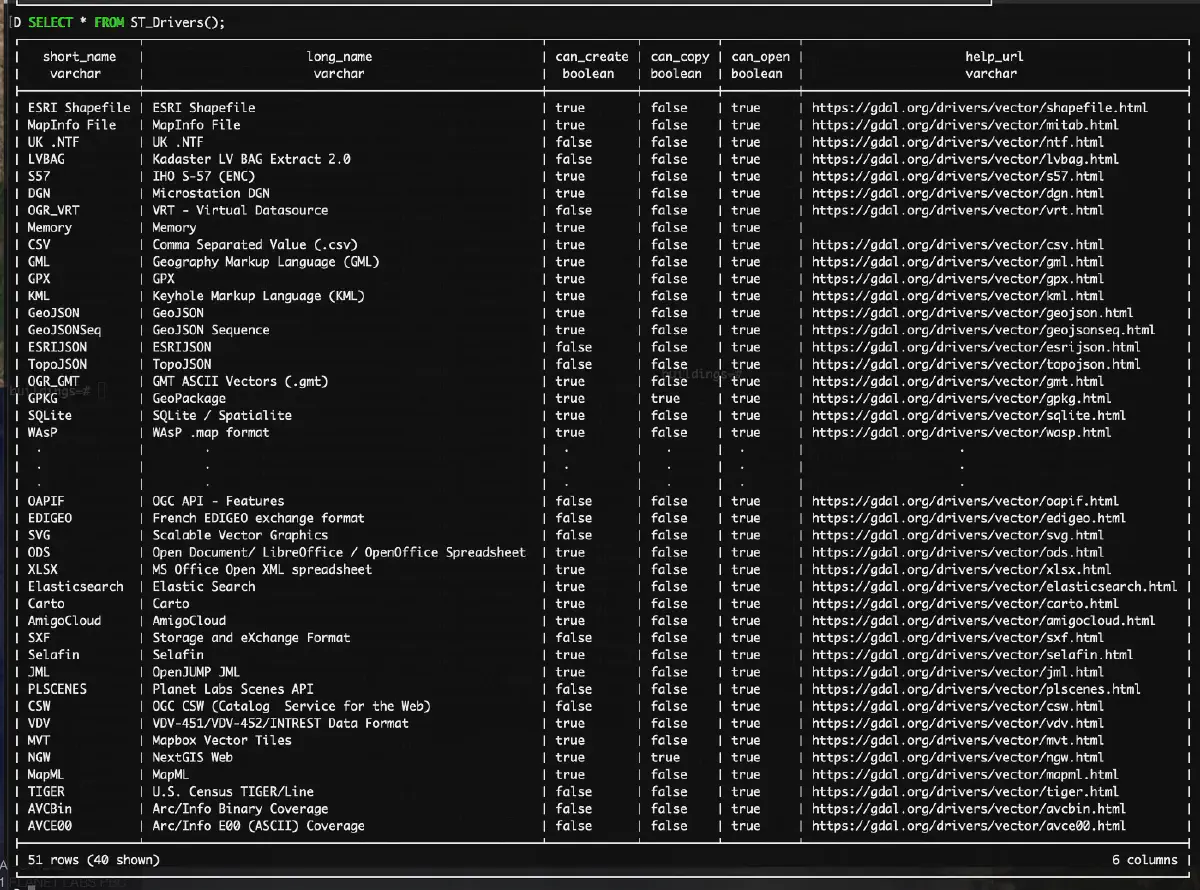 D SELECT * FROM ST_Drivers();
short_name | long_name | can_create | can_copy | can_open | help_url
varchar | varchar | boolean | boolean | boolean | varchar
ESRI Shapefile | ESRI Shapefile | true | false | true | https://gdal.org/drivers/vector/shapefile.html
MapInfo File | MapInfo File | true | false | true | https://gdal.org/drivers/vector/mitab.html
UK .NTF | UK .NTF | false | false | true | https://gdal.org/drivers/vector/ntf.html
LVBAG | Kadaster LV BAG Extract 2.0 | false | false | true | https://gdal.org/drivers/vector/lvbag.html
S57 | IHO S-57 (ENC) | true | false | true | https://gdal.org/drivers/vector/s57.html
DGN | Microstation DGN | true | false | true | https://gdal.org/drivers/vector/dgn.html
OGR_VRT | VRT - Virtual Datasource | false | false | true | https://gdal.org/drivers/vector/vrt.html
Memory | Memory | true | false | true |
CSV | Comma Separated Value (.csv) | true | false | true | https://gdal.org/drivers/vector/csv.html
GML | Geography Markup Language (GML) | true | false | true | https://gdal.org/drivers/vector/gml.html
GPX | GPX | true | false | true | https://gdal.org/drivers/vector/gpx.html
KML | Keyhole Markup Language (KML) | true | false | true | https://gdal.org/drivers/vector/kml.html
GeoJSON | GeoJSON | true | false | true | https://gdal.org/drivers/vector/geojson.html
GeoJSONSeq | GeoJSON Sequence | true | false | true | https://gdal.org/drivers/vector/geojsonseq.html
ESRIJSON | ESRIJSON | false | false | true | https://gdal.org/drivers/vector/esrijson.html
TopoJSON | TopoJSON | false | false | true | https://gdal.org/drivers/vector/topojson.html
OGR_GMT | GMT ASCII Vectors (.gmt) | true | false | true | https://gdal.org/drivers/vector/gmt.html
GPKG | GeoPackage | true | true | true | https://gdal.org/drivers/vector/gpkg.html
SQLite | SQLite / Spatialite | true | false | true | https://gdal.org/drivers/vector/sqlite.html
WAsP | WAsP .map format | true | false | true | https://gdal.org/drivers/vector/wasp.html
· | · | · | · | · | ·
· | · | · | · | · | ·
· | · | · | · | · | ·
OAPIF | OGC API - Features | false | false | true | https://gdal.org/drivers/vector/oapif.html
EDIGEO | French EDIGEO exchange format | false | false | true | https://gdal.org/drivers/vector/edigeo.html
SVG | Scalable Vector Graphics | false | false | true | https://gdal.org/drivers/vector/svg.html
ODS | Open Document/ LibreOffice / OpenOffice Spreadsheet | true | false | true | https://gdal.org/drivers/vector/ods.html
XLSX | MS Office Open XML spreadsheet | true | false | true | https://gdal.org/drivers/vector/xlsx.html
Elasticsearch | Elastic Search | true | false | true | https://gdal.org/drivers/vector/elasticsearch.html
Carto | Carto | true | false | true | https://gdal.org/drivers/vector/carto.html
AmigoCloud | AmigoCloud | true | false | true | https://gdal.org/drivers/vector/amigocloud.html
SXF | Storage and eXchange Format | false | false | true | https://gdal.org/drivers/vector/sxf.html
Selafin | Selafin | true | false | true | https://gdal.org/drivers/vector/selafin.html
JML | OpenJUMP JML | true | false | true | https://gdal.org/drivers/vector/jml.html
PLSCENES | Planet Labs Scenes API | false | false | true | https://gdal.org/drivers/vector/plscenes.html
CSW | OGC CSW (Catalog  Service for the Web) | false | false | true | https://gdal.org/drivers/vector/csw.html
VDV | VDV-451/VDV-452/INTREST Data Format | true | false | true | https://gdal.org/drivers/vector/vdv.html
MVT | Mapbox Vector Tiles | true | false | true | https://gdal.org/drivers/vector/mvt.html
NGW | NextGIS Web | true | true | true | https://gdal.org/drivers/vector/ngw.html
MapML | MapML | true | false | true | https://gdal.org/drivers/vector/mapml.html
TIGER | U.S. Census TIGER/Line | false | false | true | https://gdal.org/drivers/vector/tiger.html
AVCBin | Arc/Info Binary Coverage | false | false | true | https://gdal.org/drivers/vector/avcbin.html
AVCE00 | Arc/Info E00 (ASCII) Coverage | false | false | true | https://gdal.org/drivers/vector/avce00.html
51 rows (40 shown) 6 columns